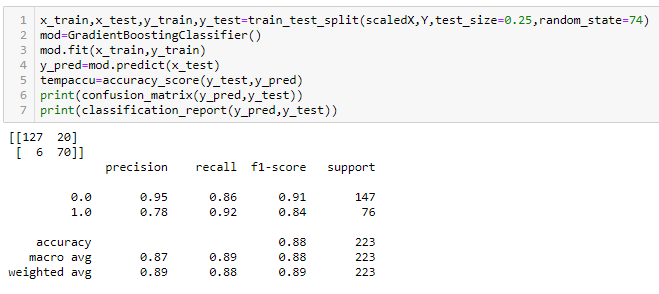 1 x_train,x_test,y_train,y_test=train_test_split(scaledX,Y,test_size=0.25,random_state=74)
2 mod=GradientBoostingClassifier()
3 mod.fit(x_train,y_train)
4 y_pred=mod.predict(x_test)
5 tempaccu=accuracy_score(y_test,y_pred)
6 print(confusion_matrix(y_pred,y_test))
7 print(classification_report(y_pred,y_test))
[[127 20]
[ 6 70]]
precision recall f1-score support
0.0 0.95 0.86 0.91 147
1.0 0.78 0.92 0.84 76
accuracy 0.88 223
macro avg 0.87 0.89 0.88 223
weighted avg 0.89 0.88 0.89 223